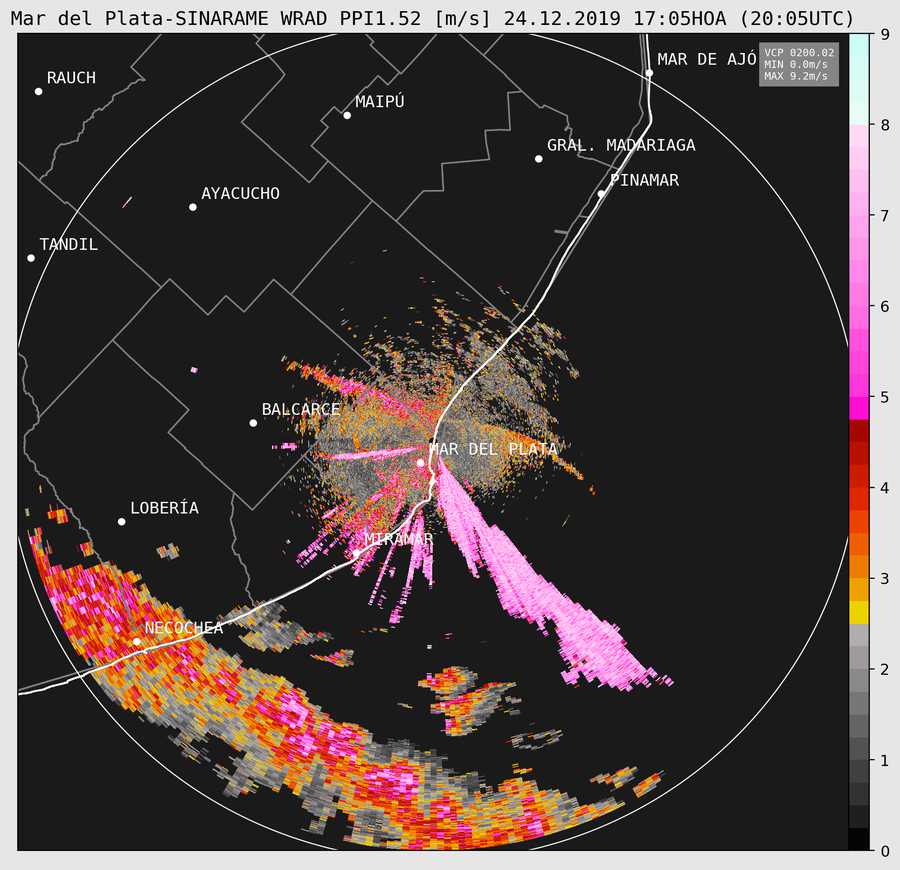 Mar del Plata-SINARAME WRAD PPI1.52 [m/s] 24.12.2019 17:05HOA (20:05UTC)
9
MAR DE AJÓ
VCP 0200.02
MIN 0.0m/s
MAX 9.2m/s
RAUCH
MAIPÚ
8
GRAL. MADARIAGA
PINAMAR
AYACUCHO
7
TANDIL
6
5
BALCARCE
MAR DEL PLATA
4
LOBERÍA
MIRAMAR
3
NECOCHEA
2
1
0